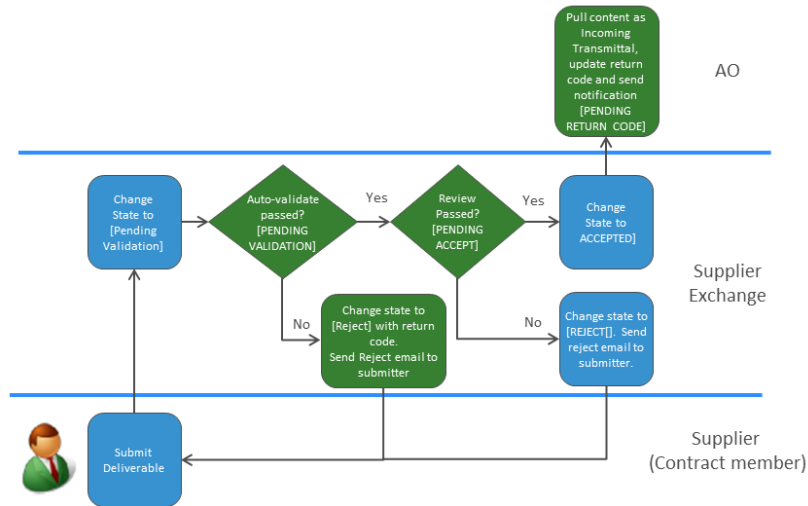 Pull content as
Incoming
Transmittal,
update return
code and send
notification
[PENDING
RETURN CODE]
AO
Change
State to
[Pending
Validation]
Auto-validate
passed?
[PENDING
VALIDATION]
Yes
Review
Passed?
[PENDING
ACCEPT]
Yes
Change
State to
ACCEPTED]
Supplier
Exchange
No
Change state to
[Reject] with return
code.
Send Reject email to
submitter
No
Change state to
[REJECT[]. Send
reject email to
submitter.
Submit
Deliverable
Supplier
(Contract member)